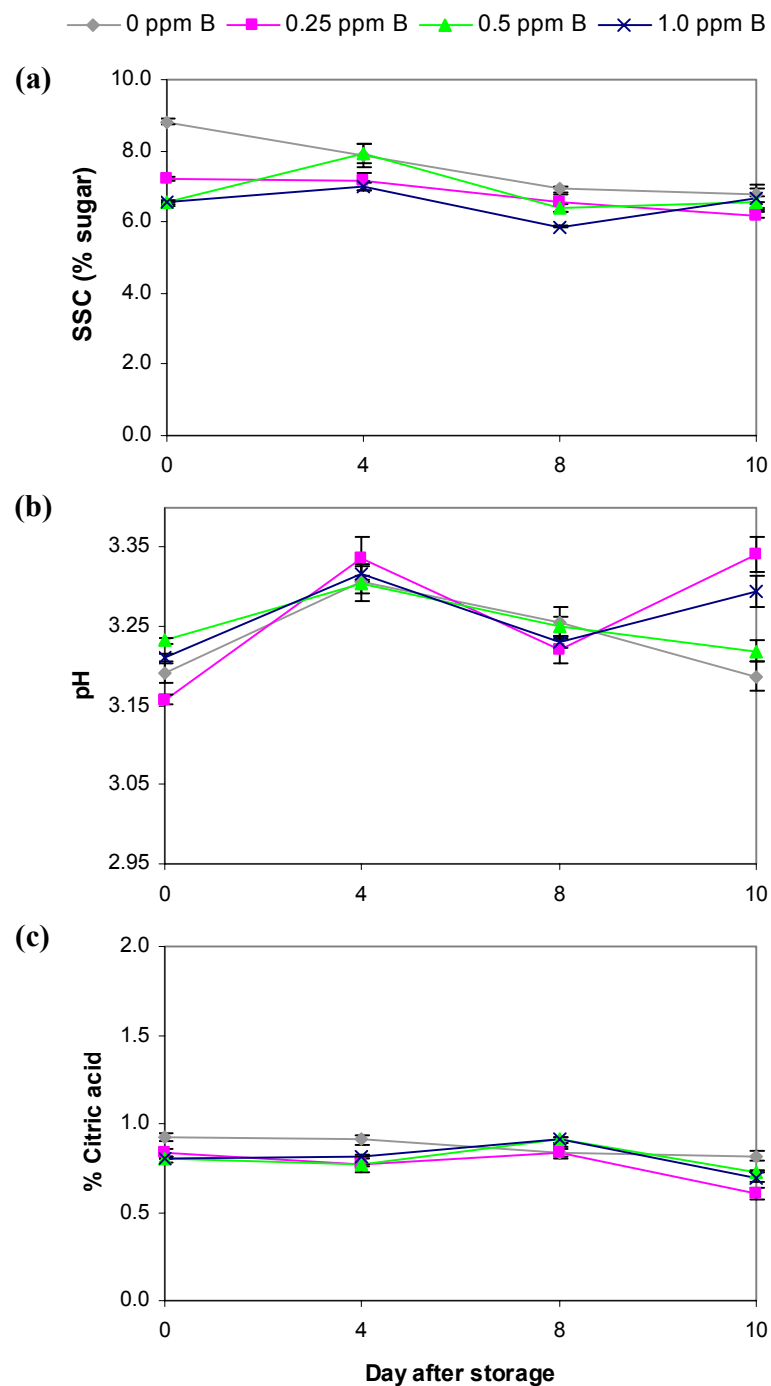 0 ppm B 0.25 ppm B 0.5 ppm B 1.0 ppm B
(a)
SSC (% sugar)
10.0
8.0
6.0
4.0
2.0
0.0
0 4 8 10
(b)
pH
3.35
3.25
3.15
3.05
2.95
0 4 8 10
(c)
% Citric acid
2.0
1.5
1.0
0.5
0.0
0 4 8 10
Day after storage